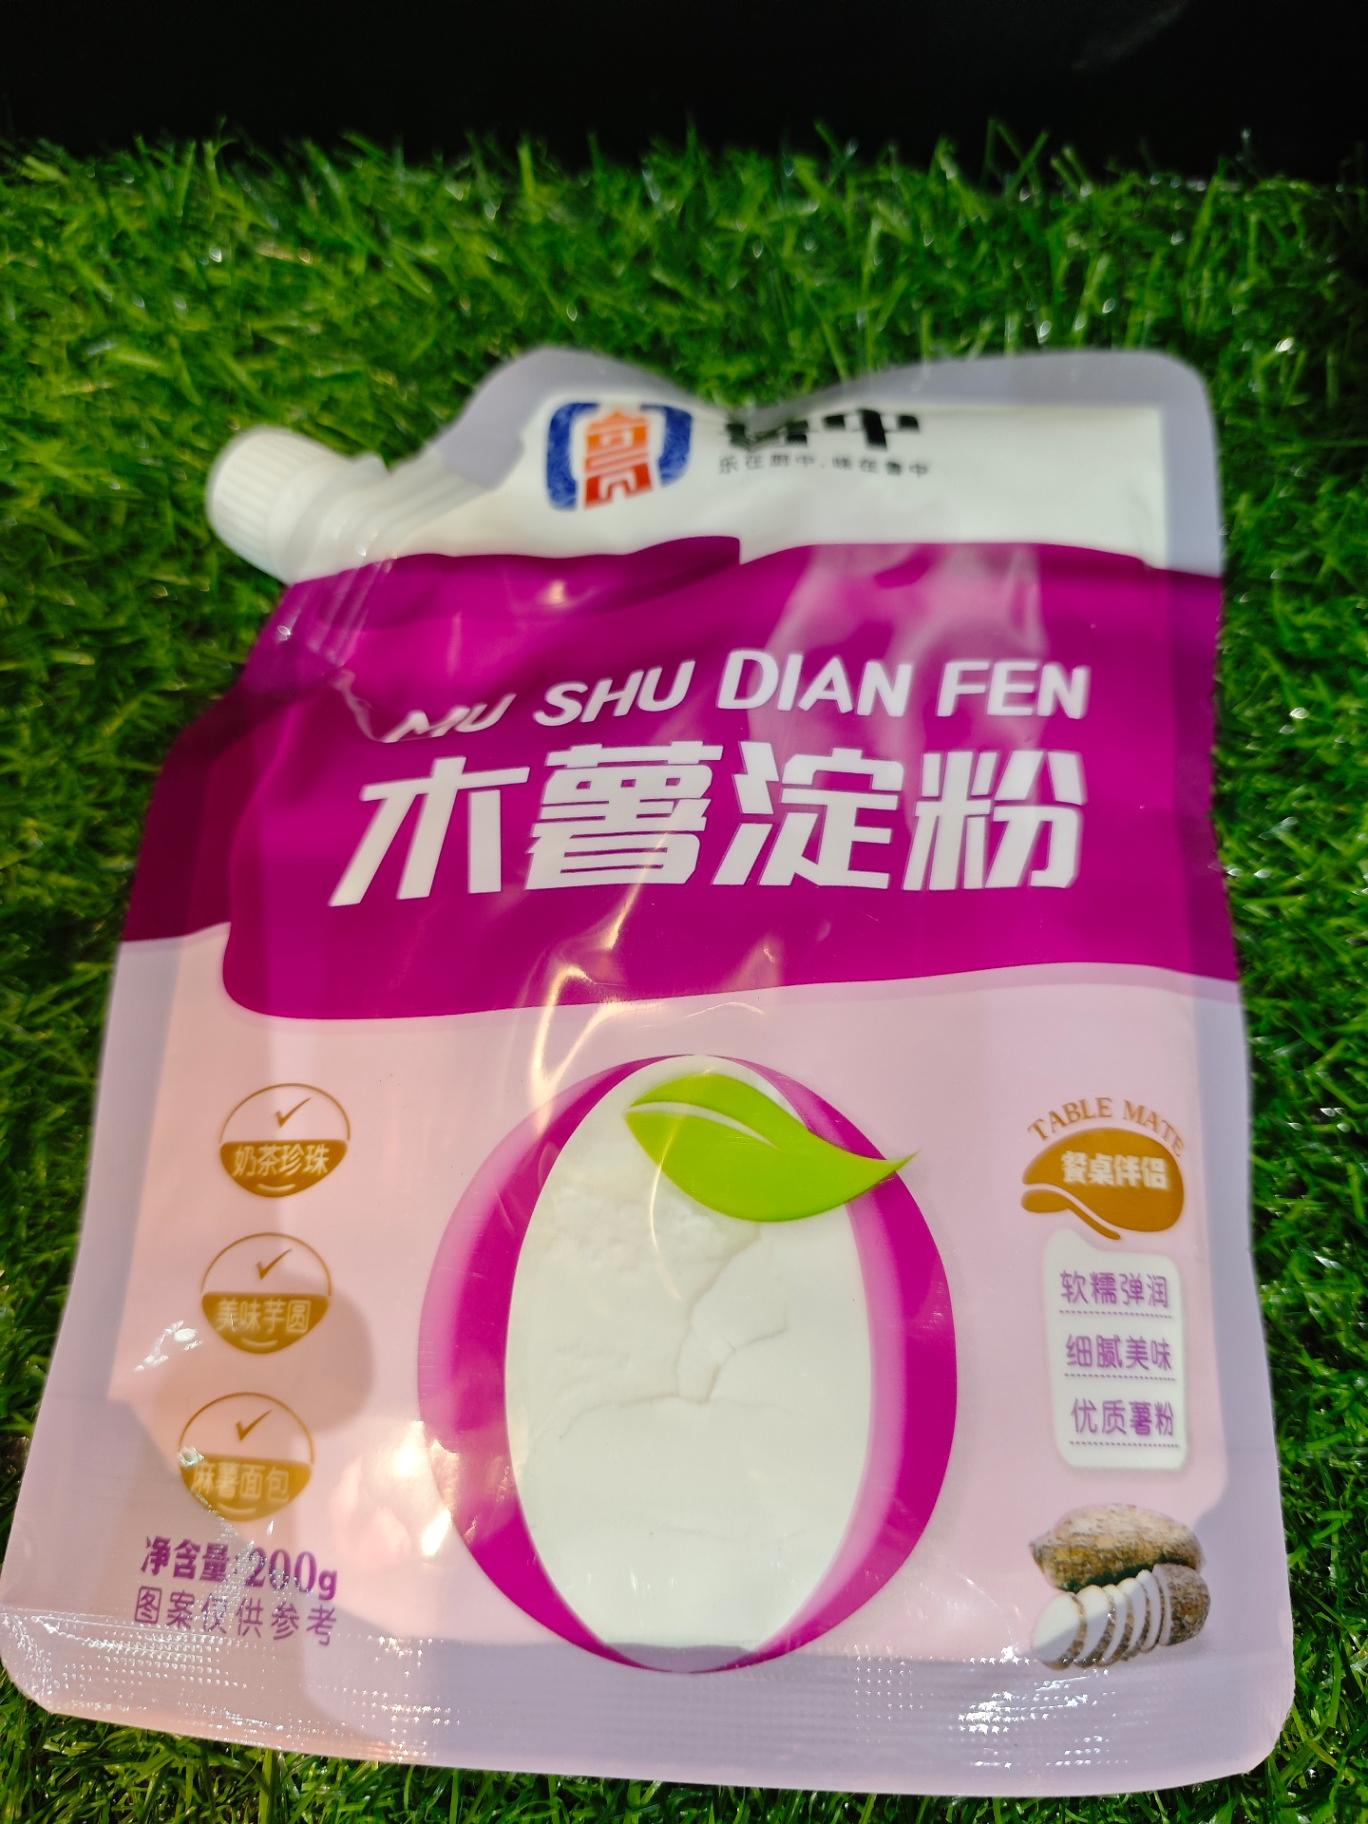 乐在厨中·味在鲁中
MU SHU DIAN FEN
木薯淀粉
奶茶珍珠
美味芋圆
麻薯面包
净含量:200g
图案仅供参考
TABLE MATE
餐桌伴侣
软糯弹润
细腻美味
优质薯粉